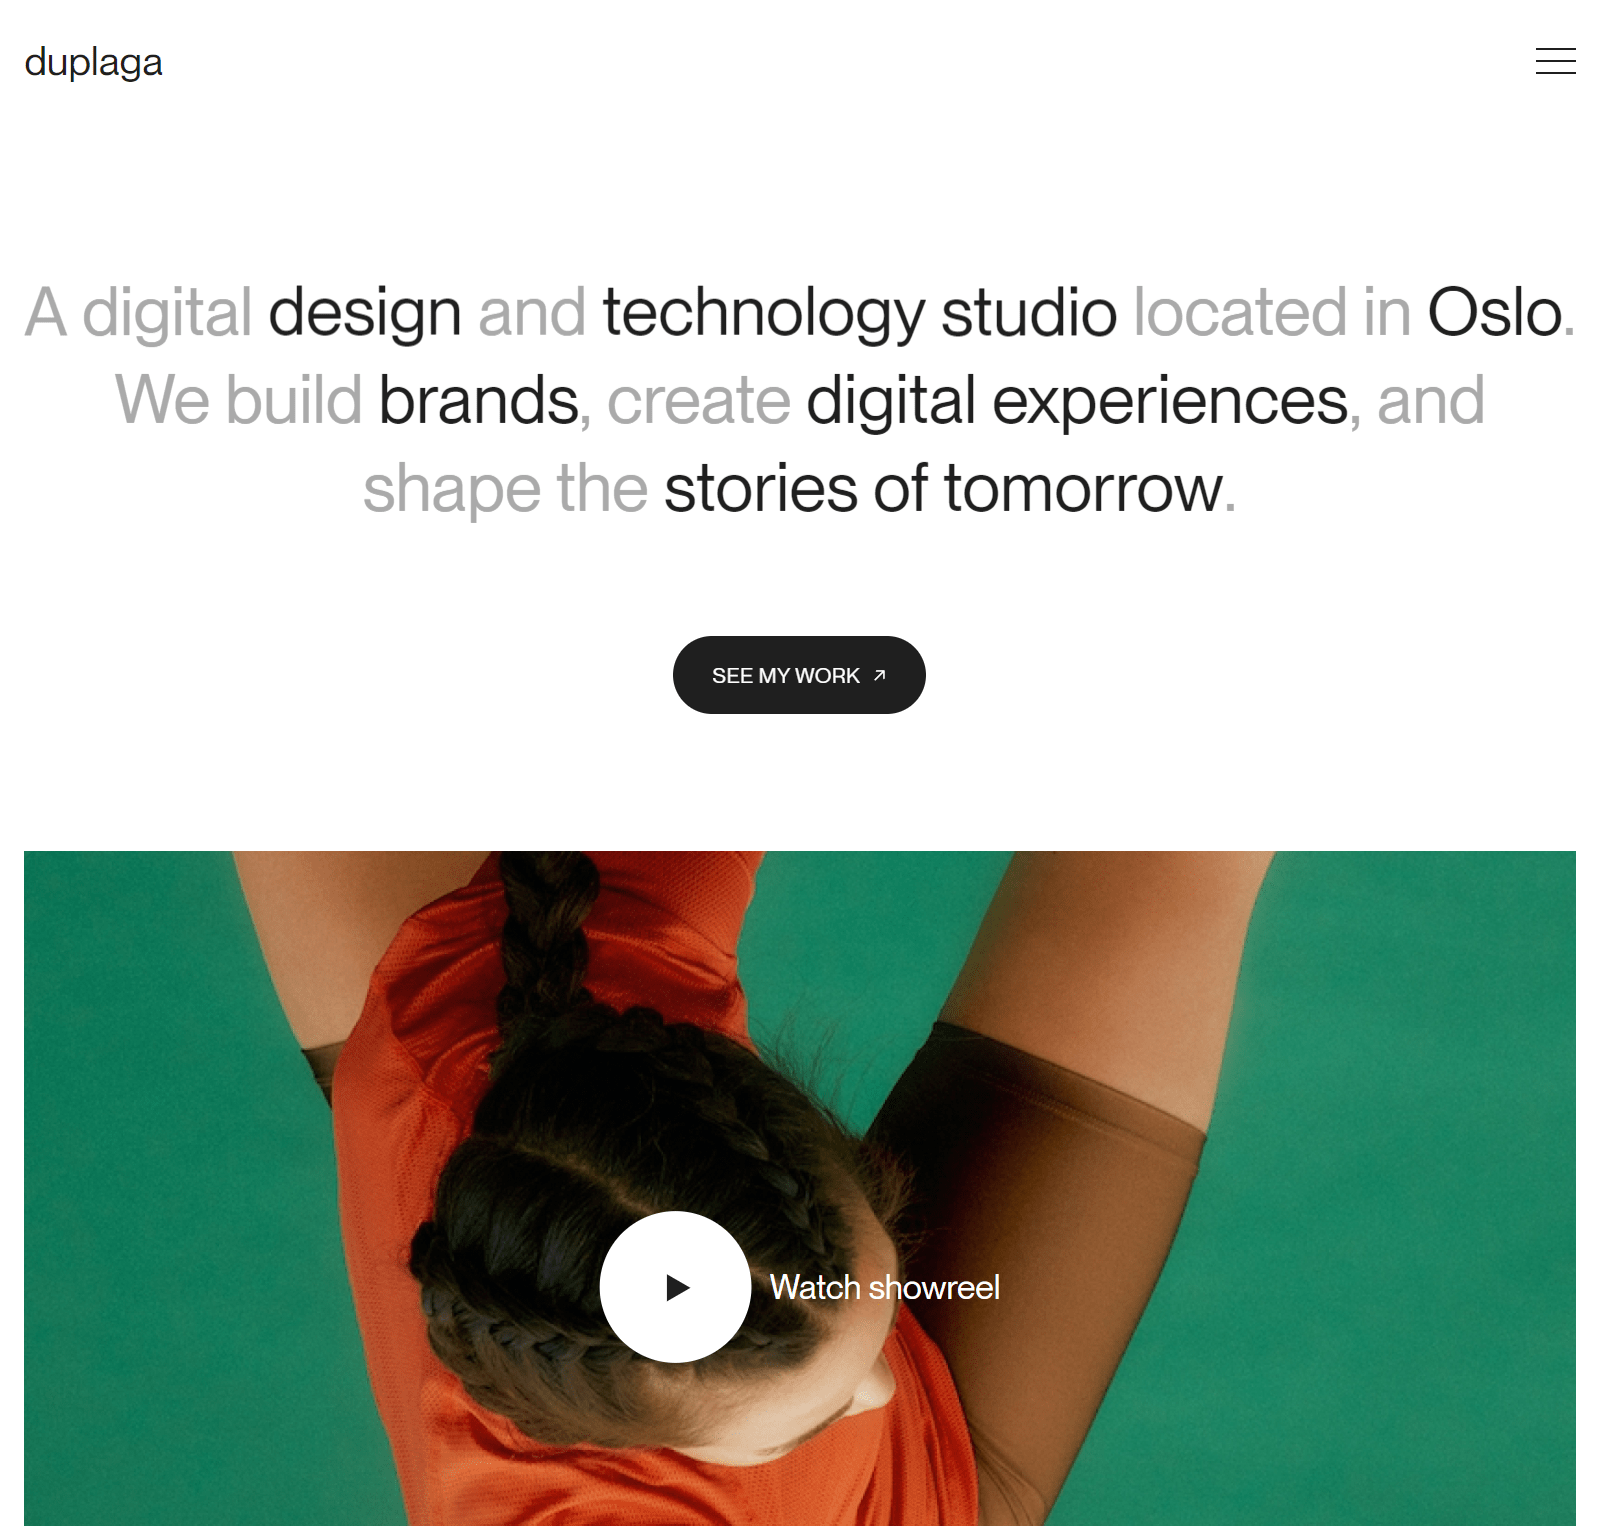 duplaga
A digital design and technology studio located in Oslo.
We build brands, create digital experiences, and
shape the stories of tomorrow.
SEE MY WORK ↗
Watch showreel